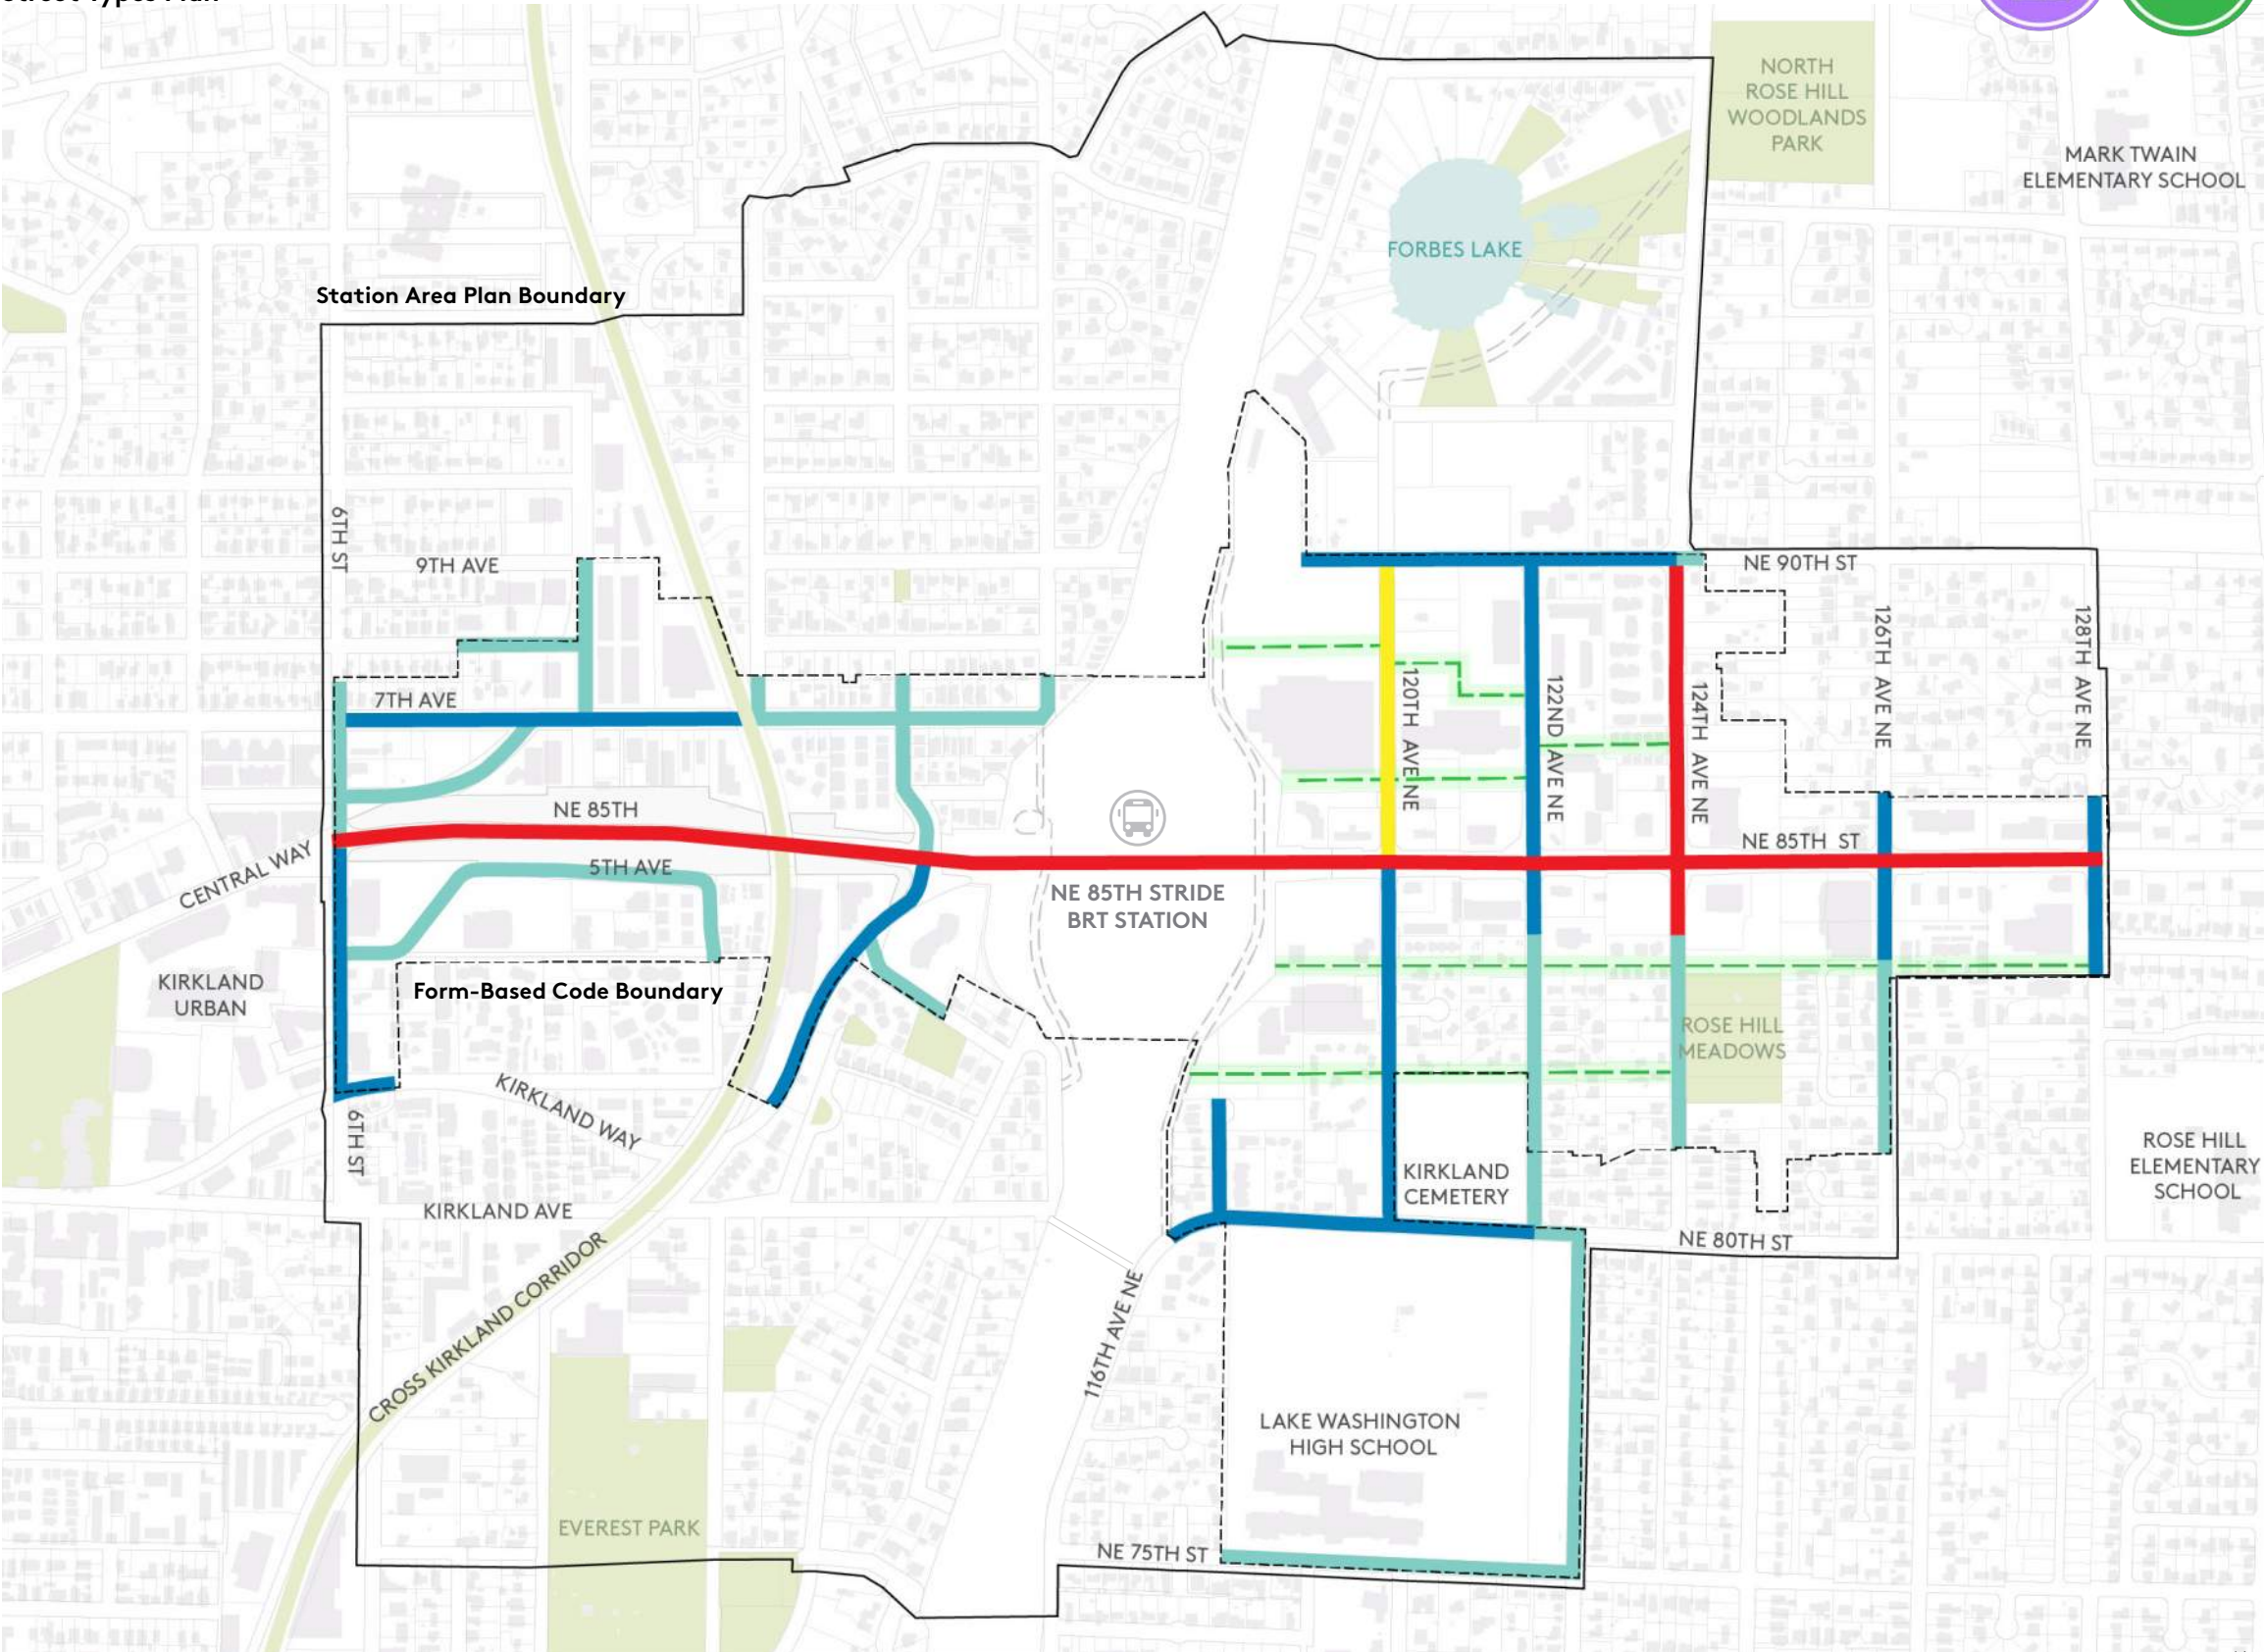 Street Types Plan
NORTH
ROSE HILL
WOODLANDS
PARK
MARK TWAIN
ELEMENTARY SCHOOL
FORBES LAKE
Station Area Plan Boundary
6TH ST
9TH AVE
NE 90TH ST
126TH AVE NE
128TH AVE NE
7TH AVE
120TH AVE NE
122ND AVE NE
124TH AVE NE
NE 85TH
NE 85TH ST
CENTRAL WAY
5TH AVE
NE 85TH STRIDE
BRT STATION
KIRKLAND
URBAN
Form-Based Code Boundary
ROSE HILL
MEADOWS
KIRKLAND WAY
6TH ST
KIRKLAND
CEMETERY
ROSE HILL
ELEMENTARY
SCHOOL
KIRKLAND AVE
NE 80TH ST
CROSS KIRKLAND CORRIDOR
116TH AVE NE
LAKE WASHINGTON
HIGH SCHOOL
EVEREST PARK
NE 75TH ST